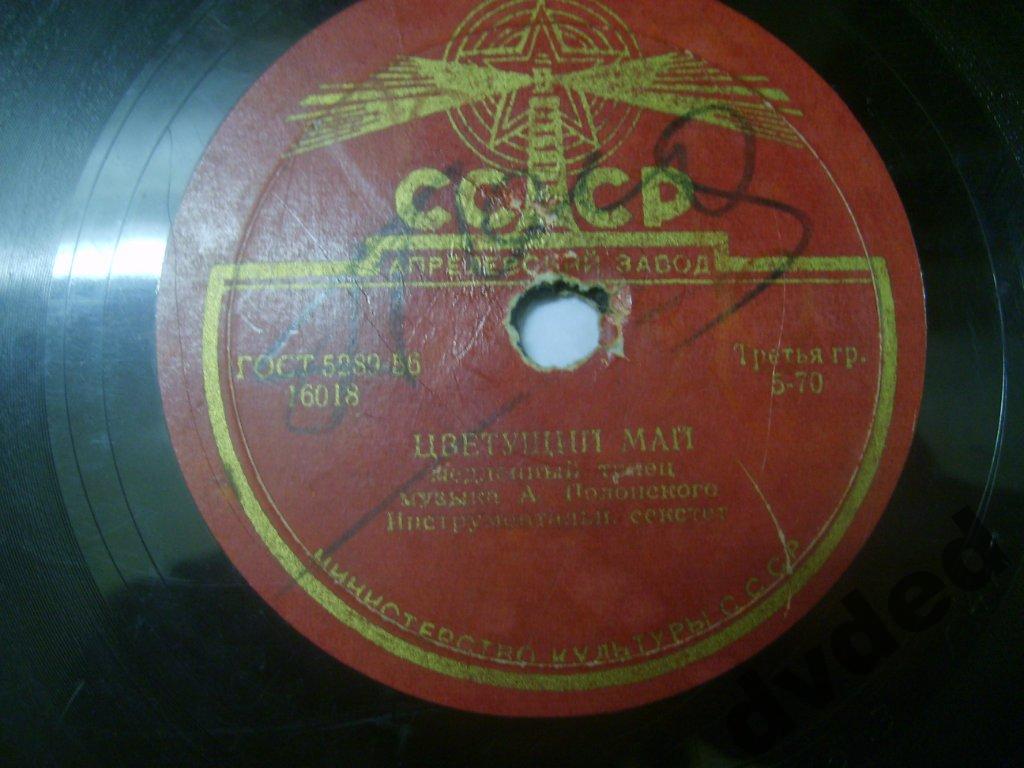 СССР
АПРЕЛЕВСКИЙ ЗАВОД
ГОСТ 5289-56
16018
Третья гр.
5-70
ЦВЕТУЩИЙ МАЙ
медленный танец
музыка А. Полонского
Инструментальн. секстет
МИНИСТЕРСТВО КУЛЬТУРЫ СССР
dvded